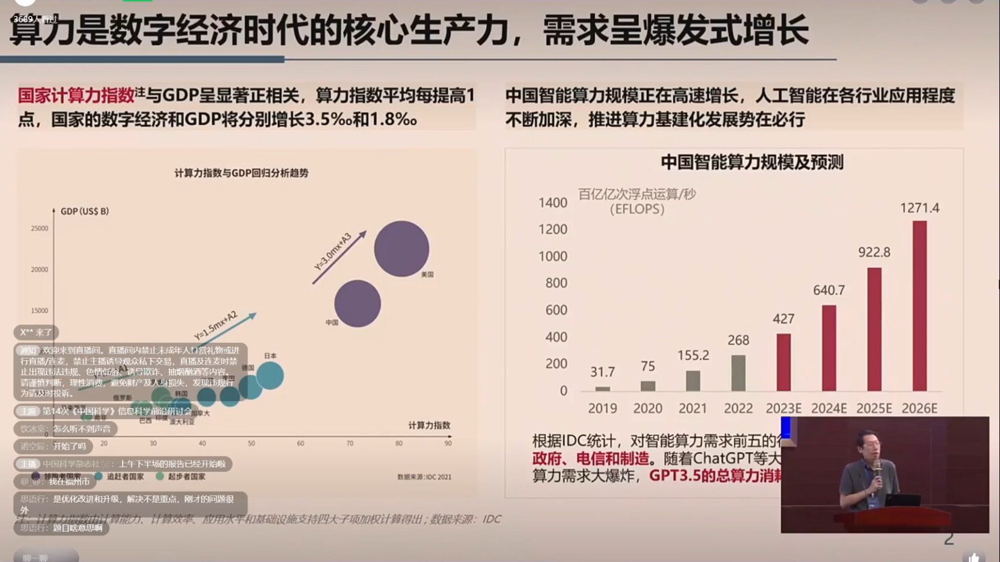 3689人看过
算力是数字经济时代的核心生产力，需求呈爆发式增长
国家计算力指数注与GDP呈显著正相关，算力指数平均每提高1
点，国家的数字经济和GDP将分别增长3.5‰和1.8‰
计算力指数与GDP回归分析趋势
GDP (US$ B)
25000
20000
15000
0
20
30
40
50
60
70
80
90
计算力指数
Y=3.0mx+A3
Y=1.5mx+A2
美国
中国
日本
德国
韩国
俄罗斯
巴西
印度
澳大利亚
加拿大
南非
领跑者国家
追赶者国家
起步者国家
数据来源：IDC 2021
注：计算力指数由计算能力、计算效率、应用水平和基础设施支持四大子项加权计算得出；数据来源：IDC
中国智能算力规模正在高速增长，人工智能在各行业应用程度
不断加深，推进算力基建化发展势在必行
中国智能算力规模及预测
百亿亿次浮点运算/秒
（EFLOPS）
1400
1200
1000
800
600
400
200
0
31.7
75
155.2
268
427
640.7
922.8
1271.4
2019
2020
2021
2022
2023E
2024E
2025E
2026E
根据IDC统计，对智能算力需求前五的
政府、电信和制造。随着ChatGPT等大
算力需求大爆炸，GPT3.5的总算力消
2
X** 来了
通知 欢迎来到直播间。直播间内禁止未成年人打赏礼物或进
行直播/连麦，禁止主播诱导观众私下交易，直播及连麦时禁
止出现违法违规、色情低俗、诱导欺诈、抽烟酗酒等内容。
请谨慎判断，理性消费，避免财产及人身损失，发现违规行
为请及时投诉。
主题 第14次《中国科学》信息科学前沿研讨会
饮冰室：怎么听不到声音
诺空辰：开始了吗
主播 中国科学杂志社：上午下半场的报告已经开始啦
@_@：我在福州市
思语行：是优化改进和升级，解决不是重点，刚才的问题很
外
思语行：题目啥意思啊
聊一聊